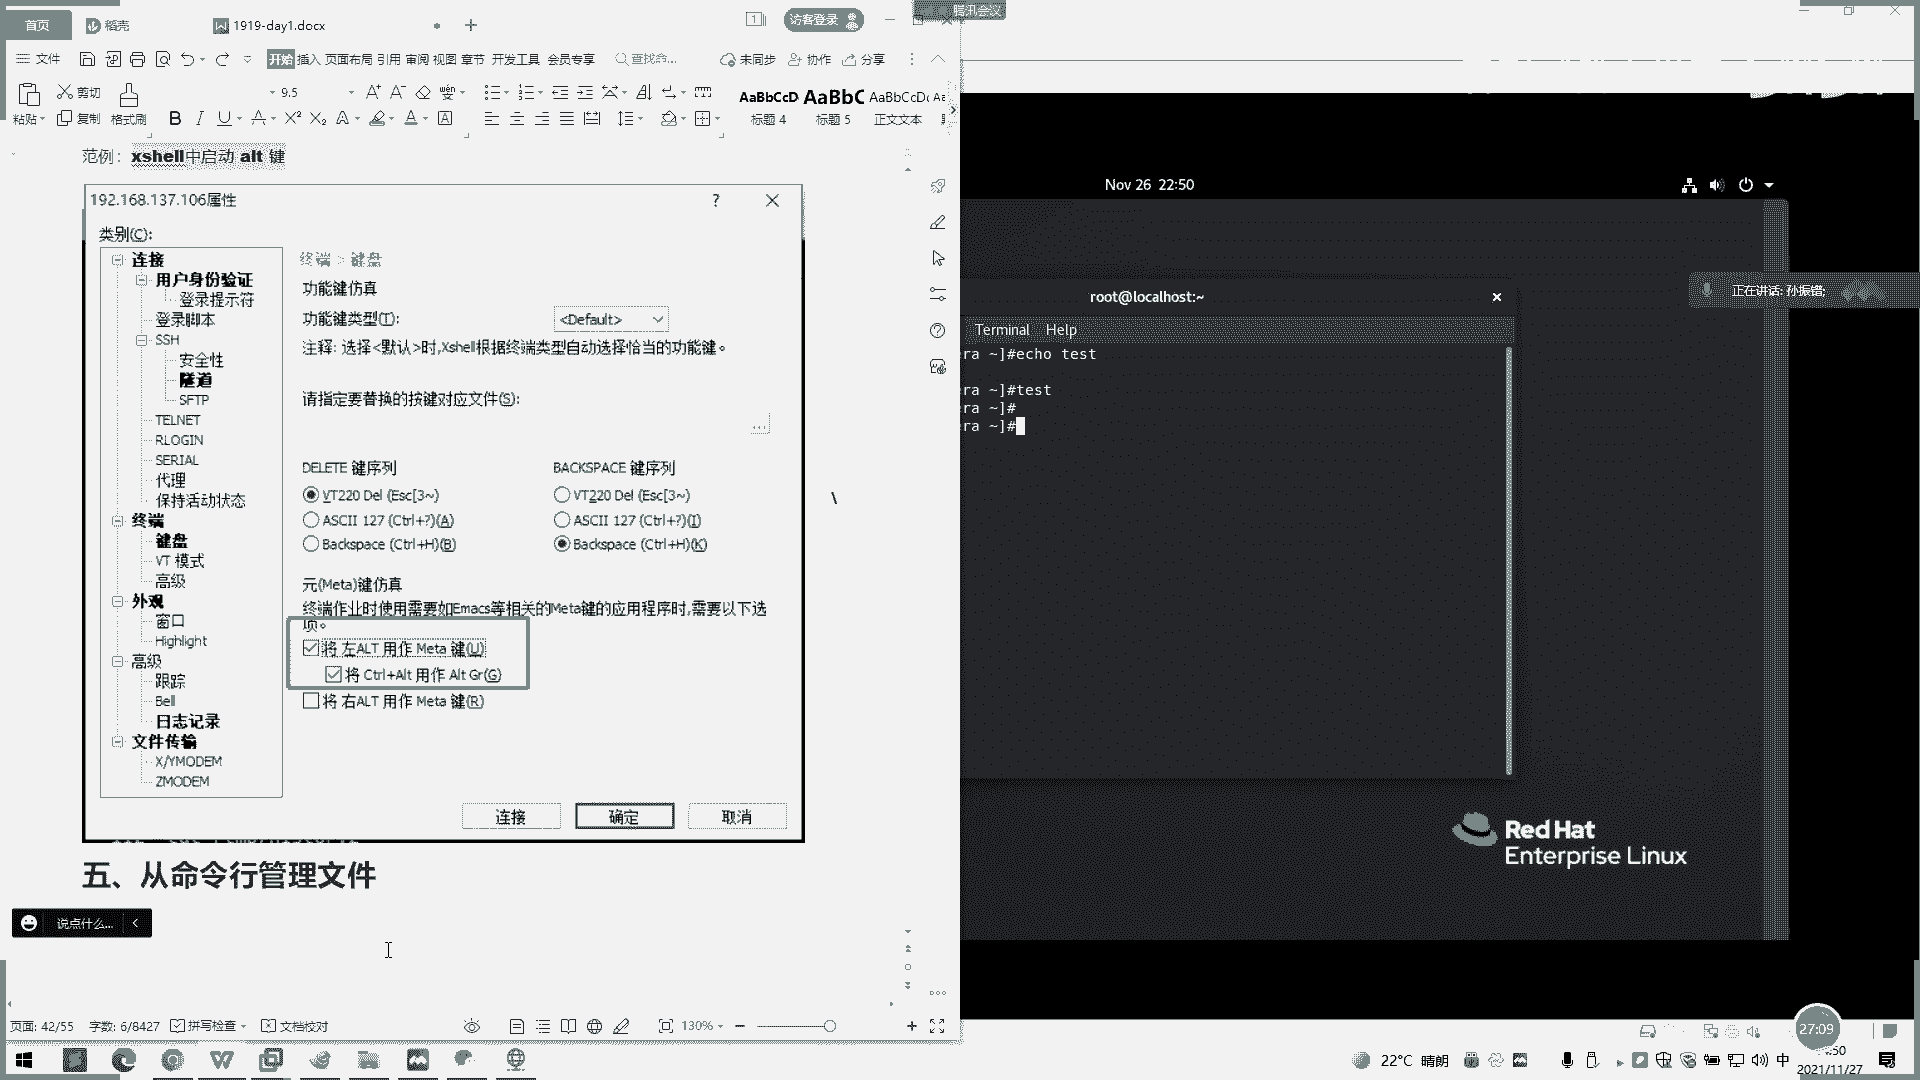 首页 稻壳 1919-day1.docx 访客登录 腾讯会议
文件 开始 插入 页面布局 引用 审阅 视图 章节 开发工具 会员专享 查找命... 未同步 协作 分享
剪切 9.5 AaBbCcD AaBbC AaBbCcDc
粘贴 复制 格式刷 标题 4 标题 5 正文文本
范例：xshell中启动 alt 键
192.168.137.106属性
类别(C):
连接
用户身份验证
登录提示符
登录脚本
SSH
安全性
隧道
SFTP
TELNET
RLOGIN
SERIAL
代理
保持活动状态
终端
键盘
VT 模式
高级
外观
窗口
Highlight
高级
跟踪
Bell
日志记录
文件传输
X/YMODEM
ZMODEM
终端 > 键盘
功能键仿真
功能键类型(T): <Default>
注释: 选择<默认>时,Xshell根据终端类型自动选择恰当的功能键。
请指定要替换的按键对应文件(S):
...
DELETE 键序列 BACKSPACE 键序列
VT220 Del (Esc[3~) VT220 Del (Esc[3~)
ASCII 127 (Ctrl+?)(A) ASCII 127 (Ctrl+?)(I)
Backspace (Ctrl+H)(B) Backspace (Ctrl+H)(K)
元(Meta)键仿真
终端作业时使用需要如Emacs等相关的Meta键的应用程序时,需要以下选
项。
将 左ALT 用作 Meta 键(U)
将 Ctrl+Alt 用作 Alt Gr(G)
将 右ALT 用作 Meta 键(R)
连接 确定 取消
五、从命令行管理文件
说点什么...
页面: 42/55 字数: 6/8427 拼写检查 文档校对 130%
Nov 26 22:50
root@localhost:~
Terminal Help
era ~]#echo test
era ~]#test
era ~]#
era ~]#
正在讲话: 孙振锴;
Red Hat
Enterprise Linux
27:09
22°C 晴朗 中
2021/11/27